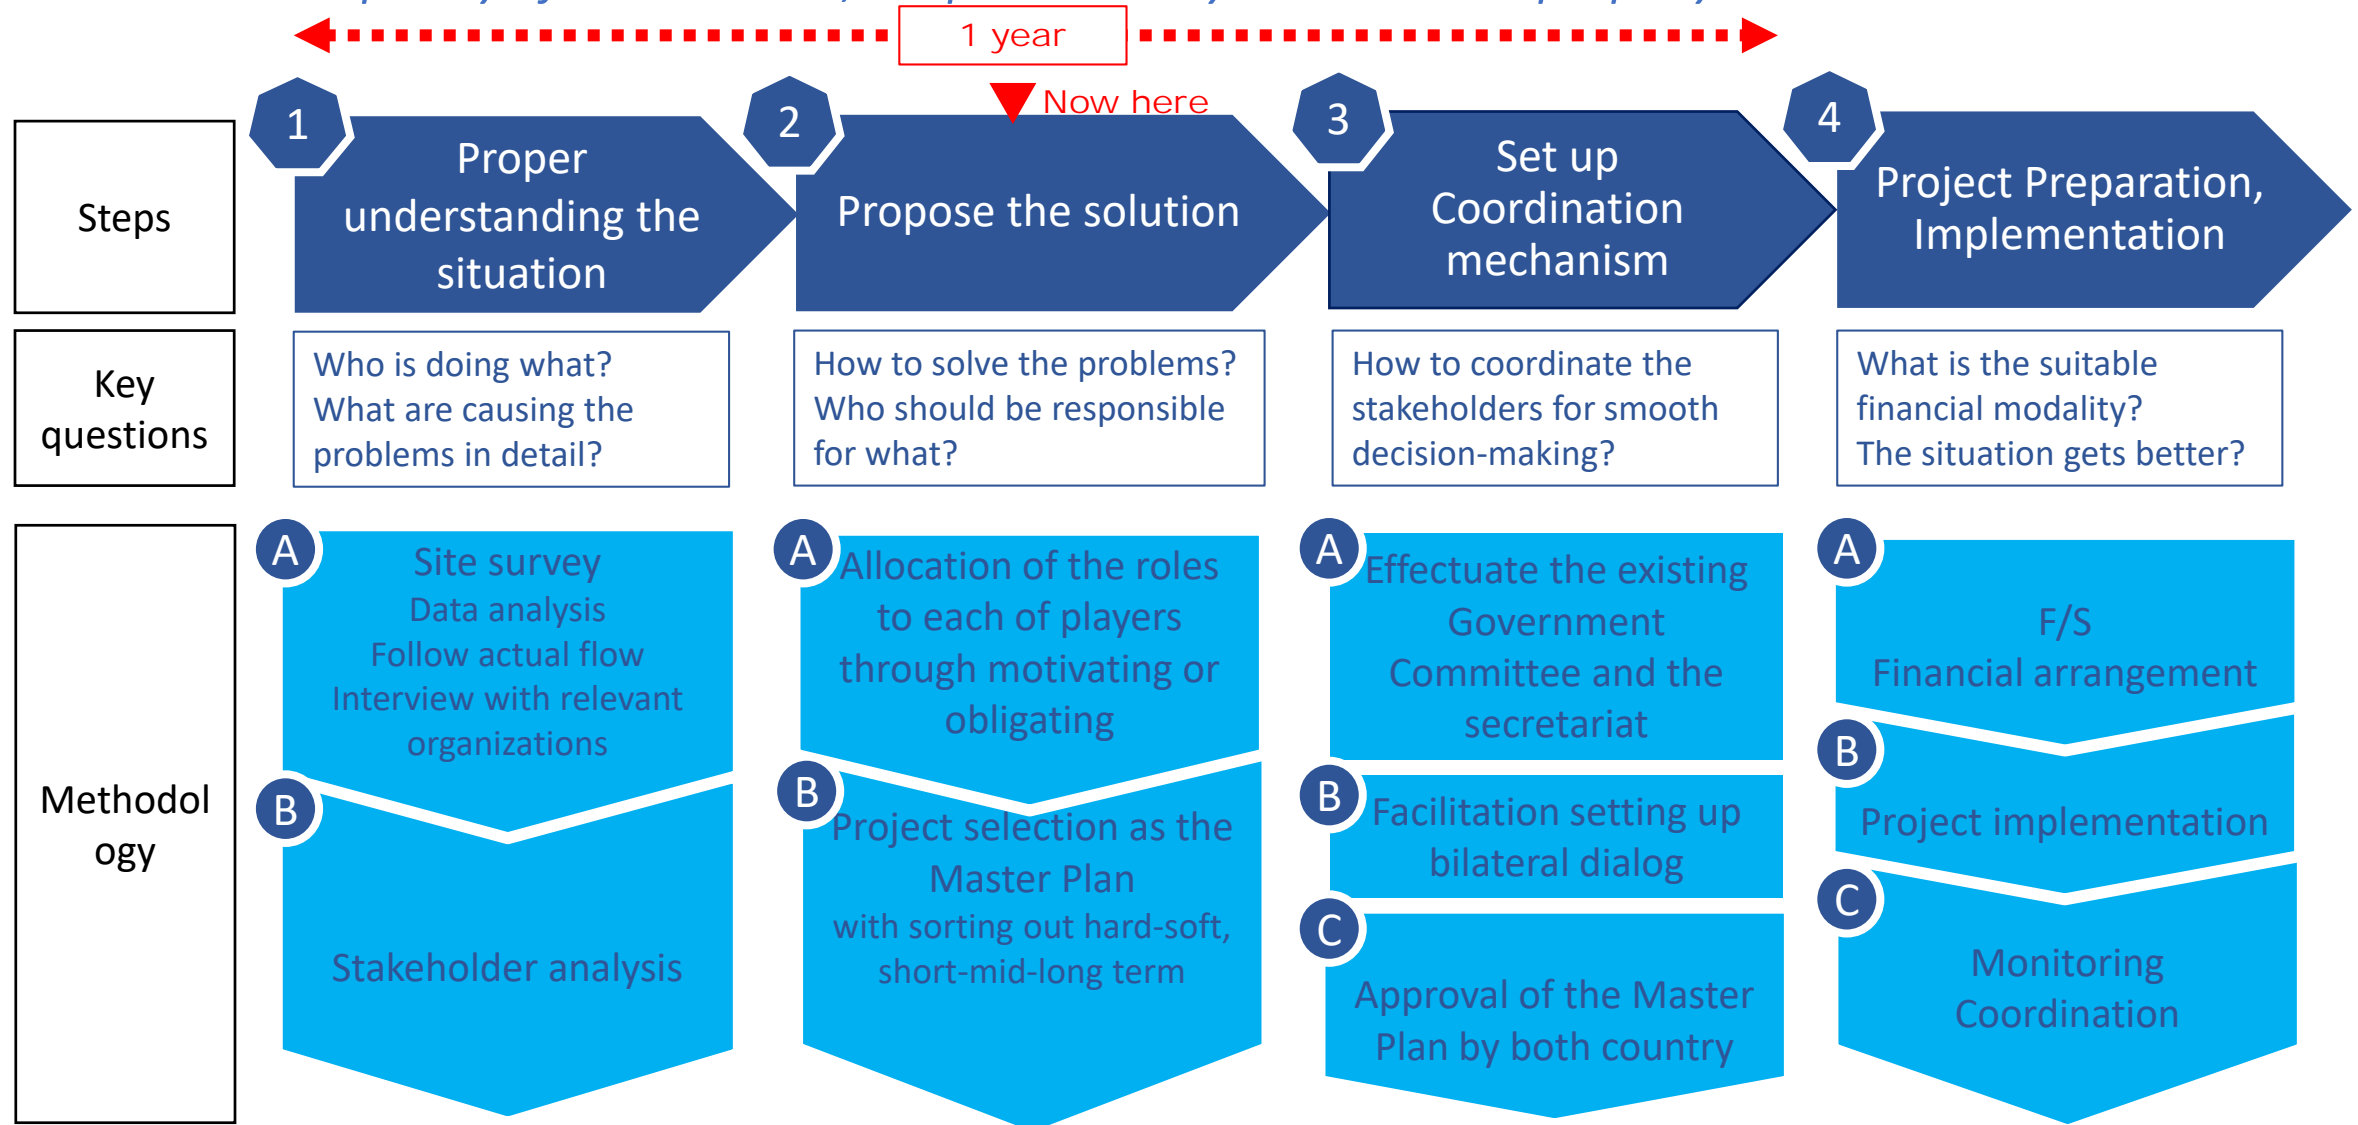 1 year
Now here
1
2
3
4
Steps
Proper
understanding the
situation
Propose the solution
Set up
Coordination
mechanism
Project Preparation,
Implementation
Key
questions
Who is doing what?
What are causing the
problems in detail?
How to solve the problems?
Who should be responsible
for what?
How to coordinate the
stakeholders for smooth
decision-making?
What is the suitable
financial modality?
The situation gets better?
Methodol
ogy
A
Site survey
Data analysis
Follow actual flow
Interview with relevant
organizations
B
Stakeholder analysis
A
Allocation of the roles
to each of players
through motivating or
obligating
B
Project selection as the
Master Plan
with sorting out hard-soft,
short-mid-long term
A
Effectuate the existing
Government
Committee and the
secretariat
B
Facilitation setting up
bilateral dialog
C
Approval of the Master
Plan by both country
A
F/S
Financial arrangement
B
Project implementation
C
Monitoring
Coordination